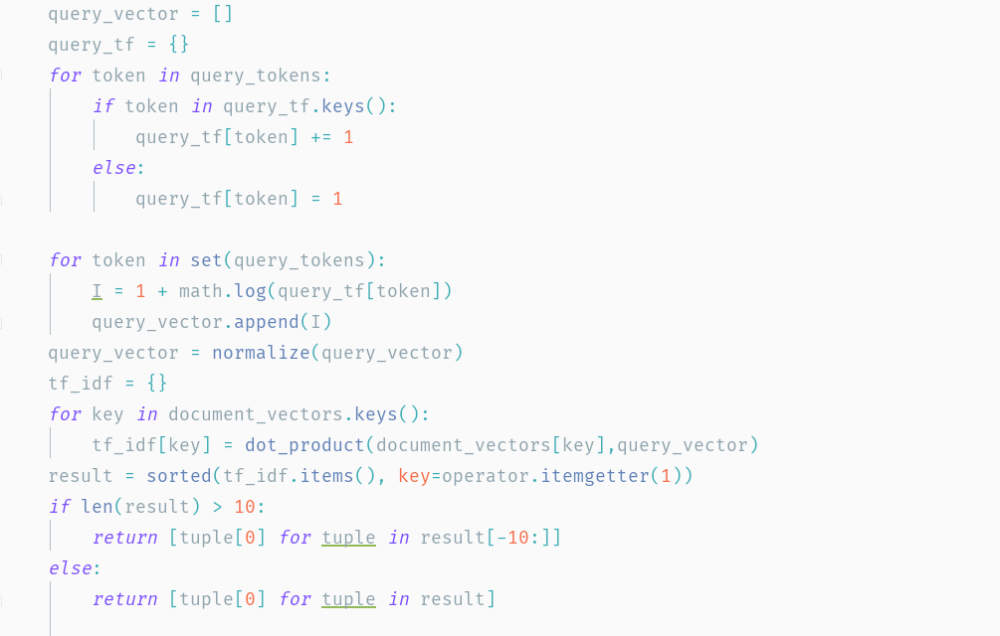 query_vector = []
query_tf = {}
for token in query_tokens:
    if token in query_tf.keys():
        query_tf[token] += 1
    else:
        query_tf[token] = 1

for token in set(query_tokens):
    I = 1 + math.log(query_tf[token])
    query_vector.append(I)
query_vector = normalize(query_vector)
tf_idf = {}
for key in document_vectors.keys():
    tf_idf[key] = dot_product(document_vectors[key],query_vector)
result = sorted(tf_idf.items(), key=operator.itemgetter(1))
if len(result) > 10:
    return [tuple[0] for tuple in result[-10:]]
else:
    return [tuple[0] for tuple in result]